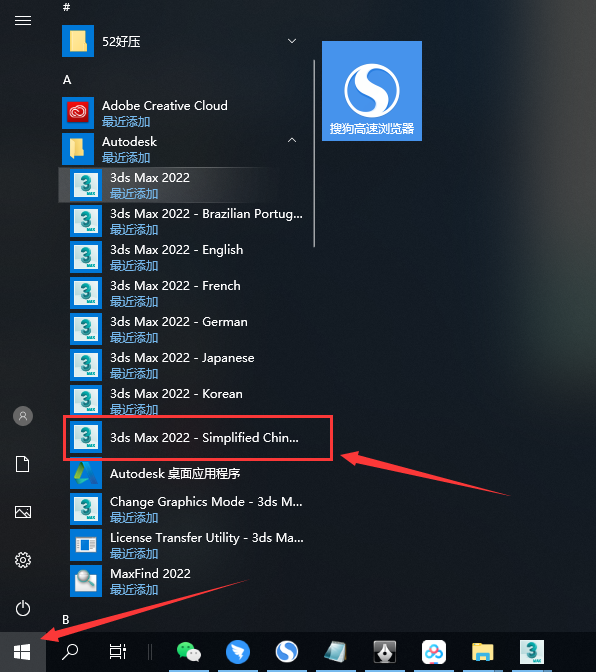 #
52好压
A
Adobe Creative Cloud
最近添加
Autodesk
最近添加
3ds Max 2022
最近添加
3ds Max 2022 - Brazilian Portug...
最近添加
3ds Max 2022 - English
最近添加
3ds Max 2022 - French
最近添加
3ds Max 2022 - German
最近添加
3ds Max 2022 - Japanese
最近添加
3ds Max 2022 - Korean
最近添加
3ds Max 2022 - Simplified Chin...
Autodesk 桌面应用程序
Change Graphics Mode - 3ds M...
最近添加
License Transfer Utility - 3ds Ma...
最近添加
MaxFind 2022
最近添加
B
搜狗高速浏览器